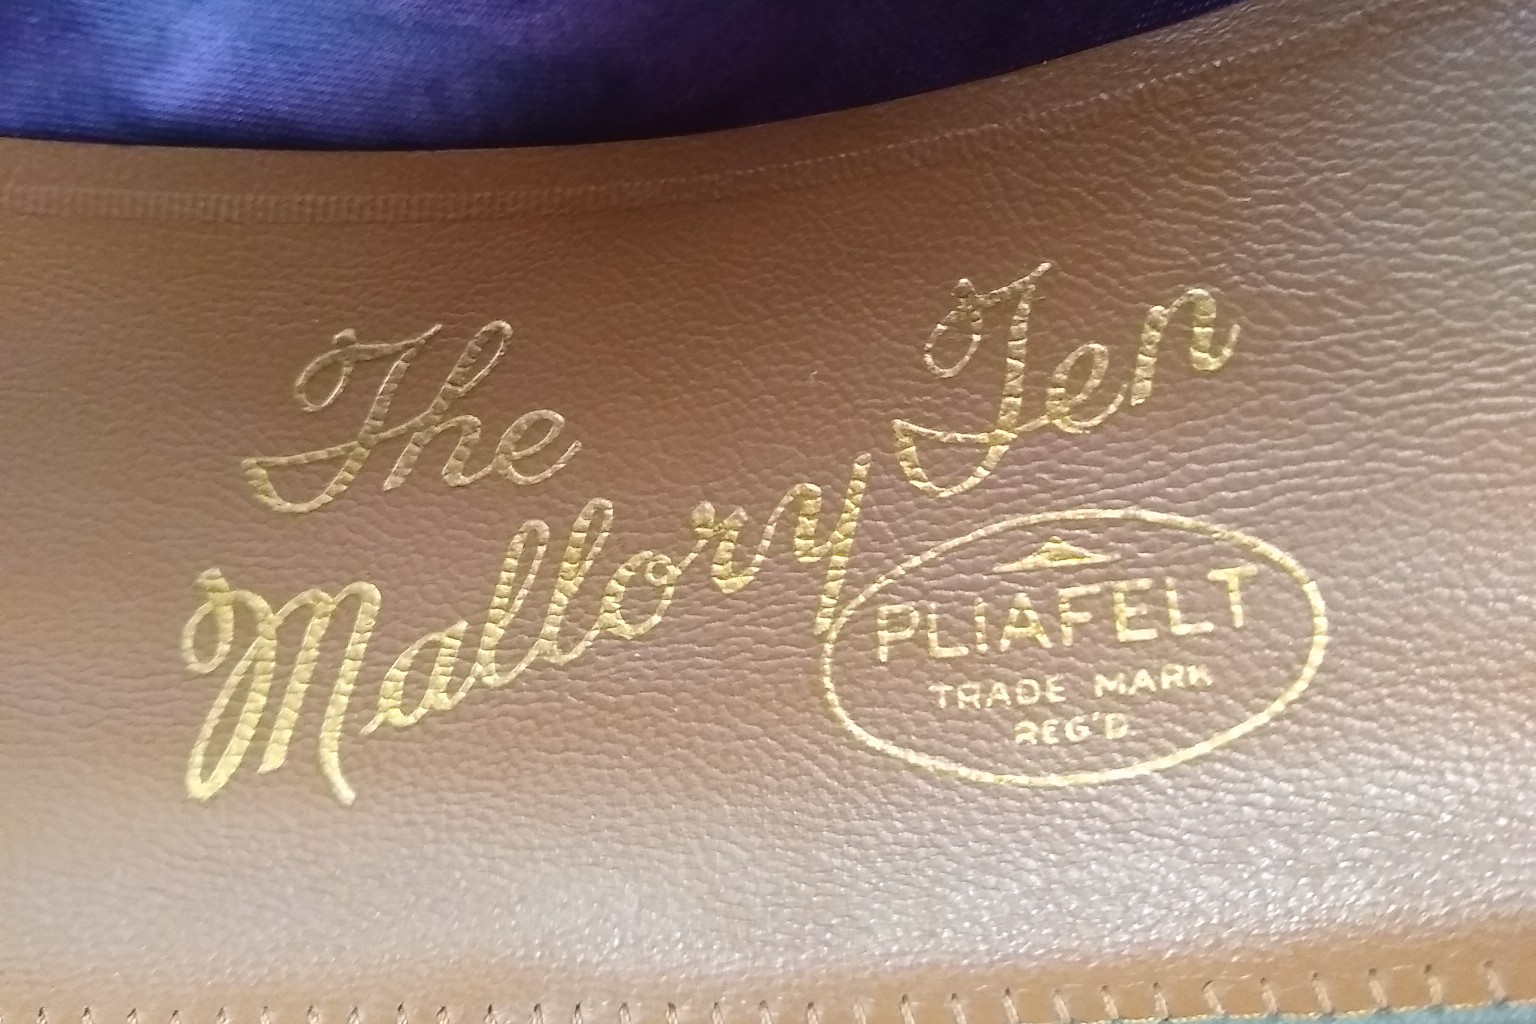 The
Mallory
Ten
PLIAFELT
TRADE MARK
REG'D